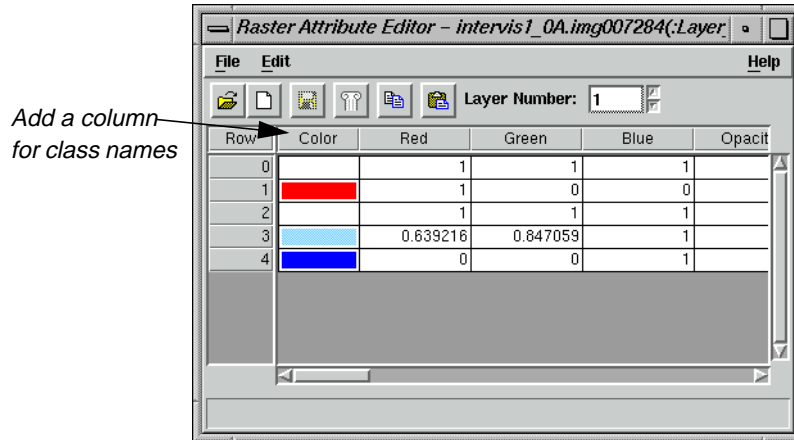 Raster Attribute Editor – intervis1_0A.img007284(:Layer_
File Edit Help
Layer Number: 1
Add a column
for class names
Row Color Red Green Blue Opacit
0 1 1 1
1 1 0 0
2 1 1 1
3 0.639216 0.847059 1
4 0 0 1